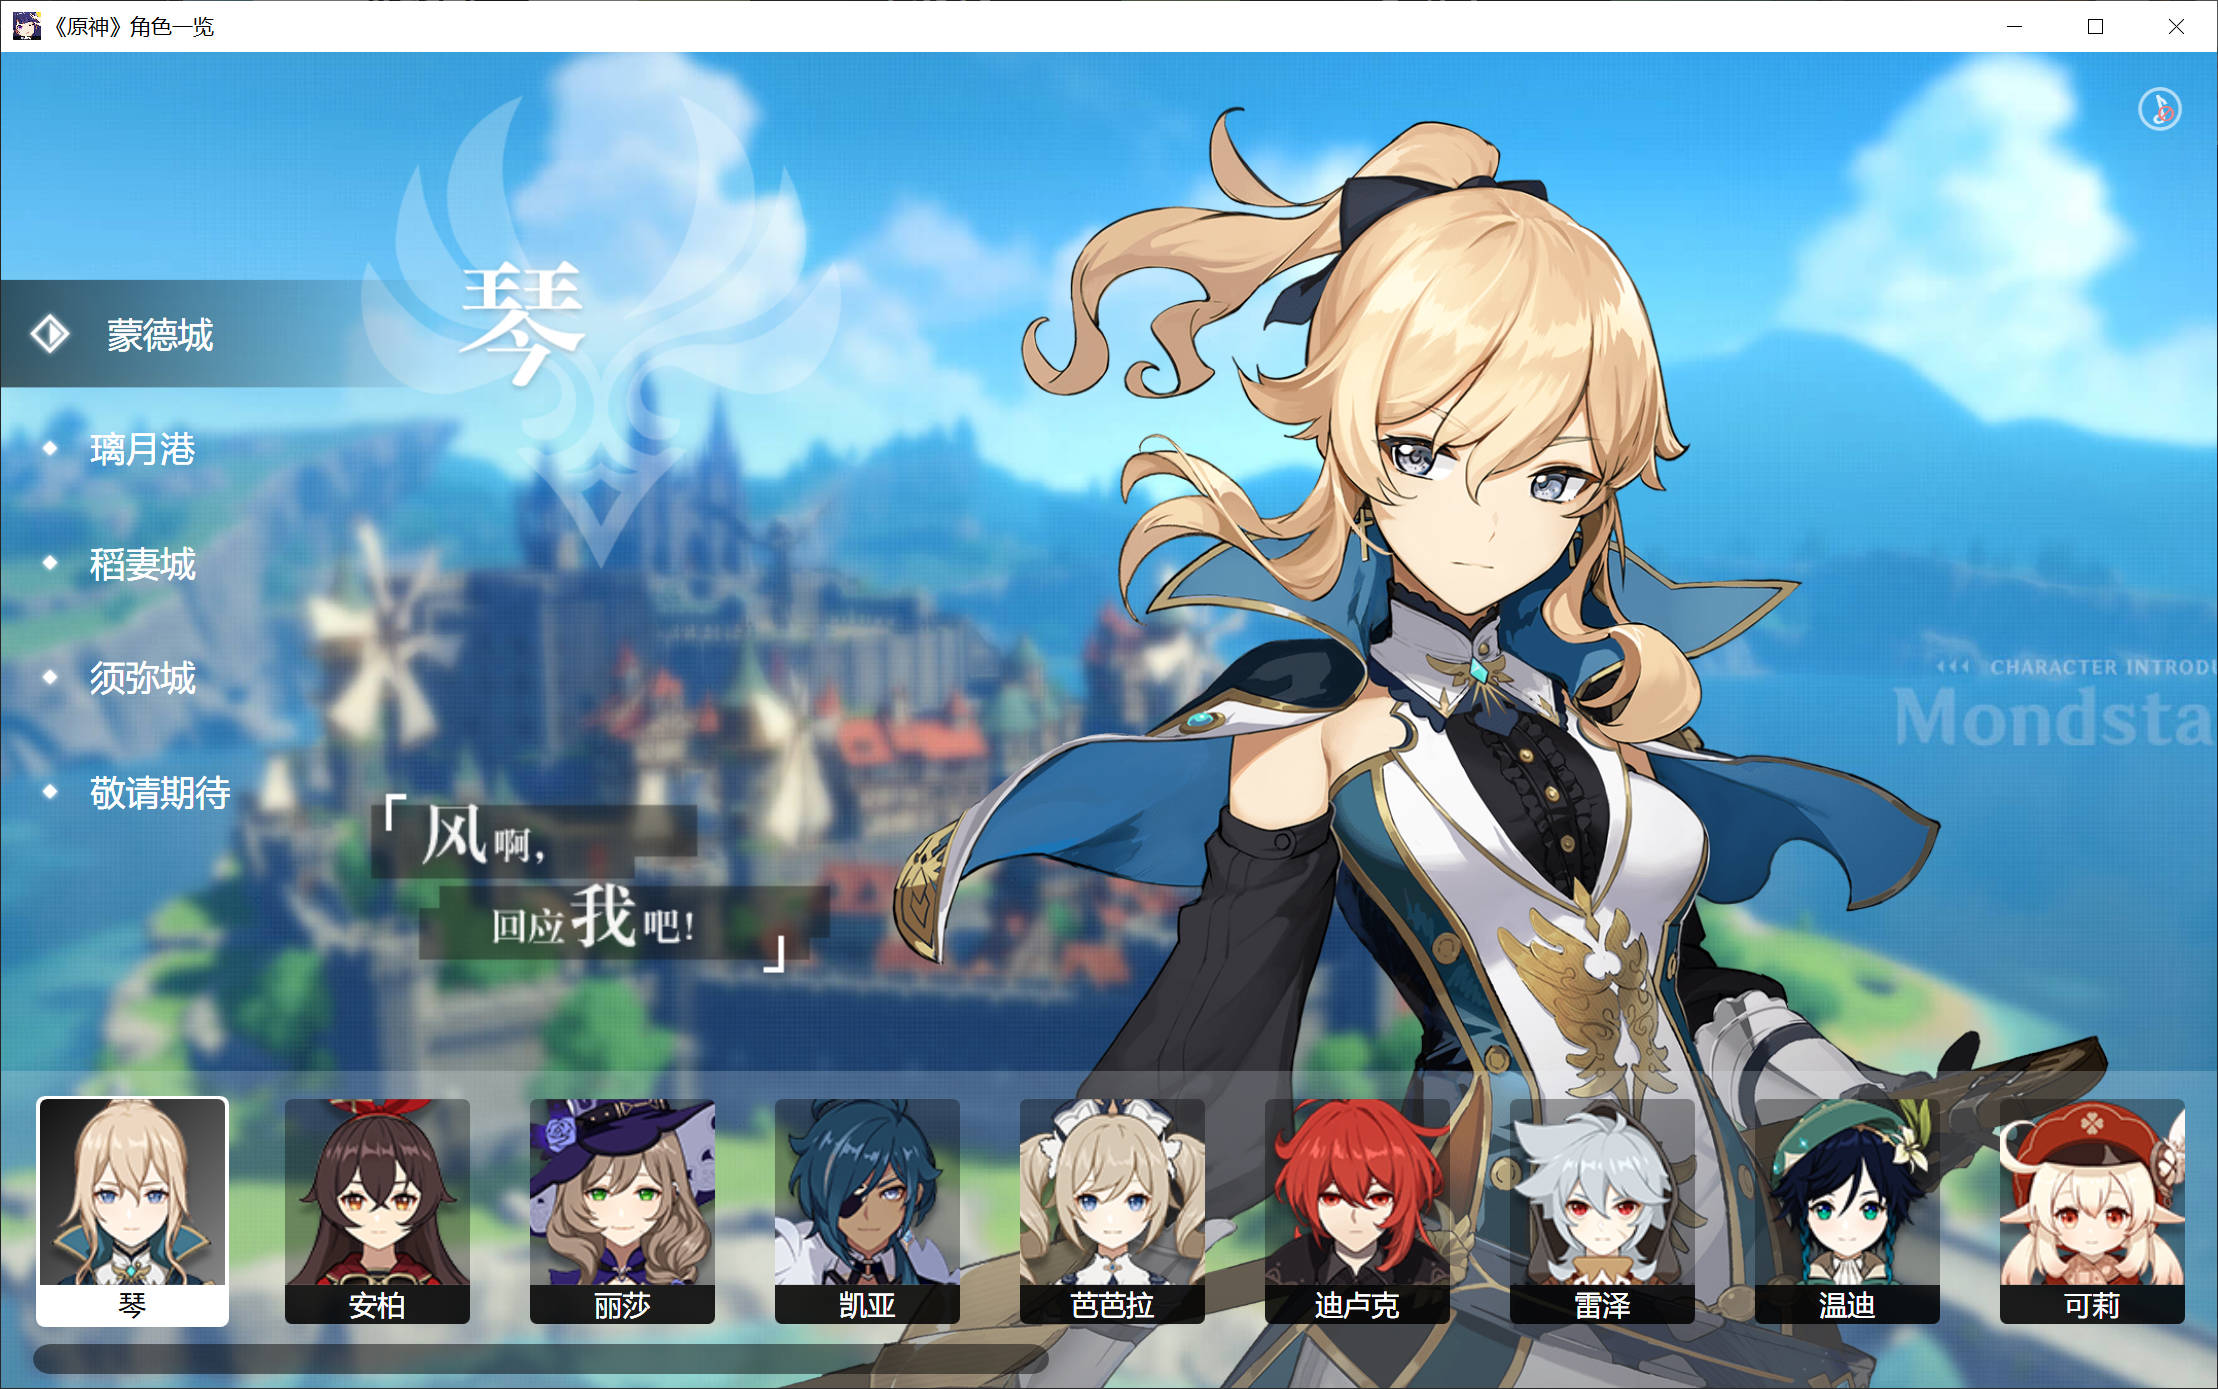 《原神》角色一览
琴
蒙德城
璃月港
稻妻城
须弥城
敬请期待
「风啊,
回应我吧!」
CHARACTER INTRODU
Mondsta
琴
安柏
丽莎
凯亚
芭芭拉
迪卢克
雷泽
温迪
可莉